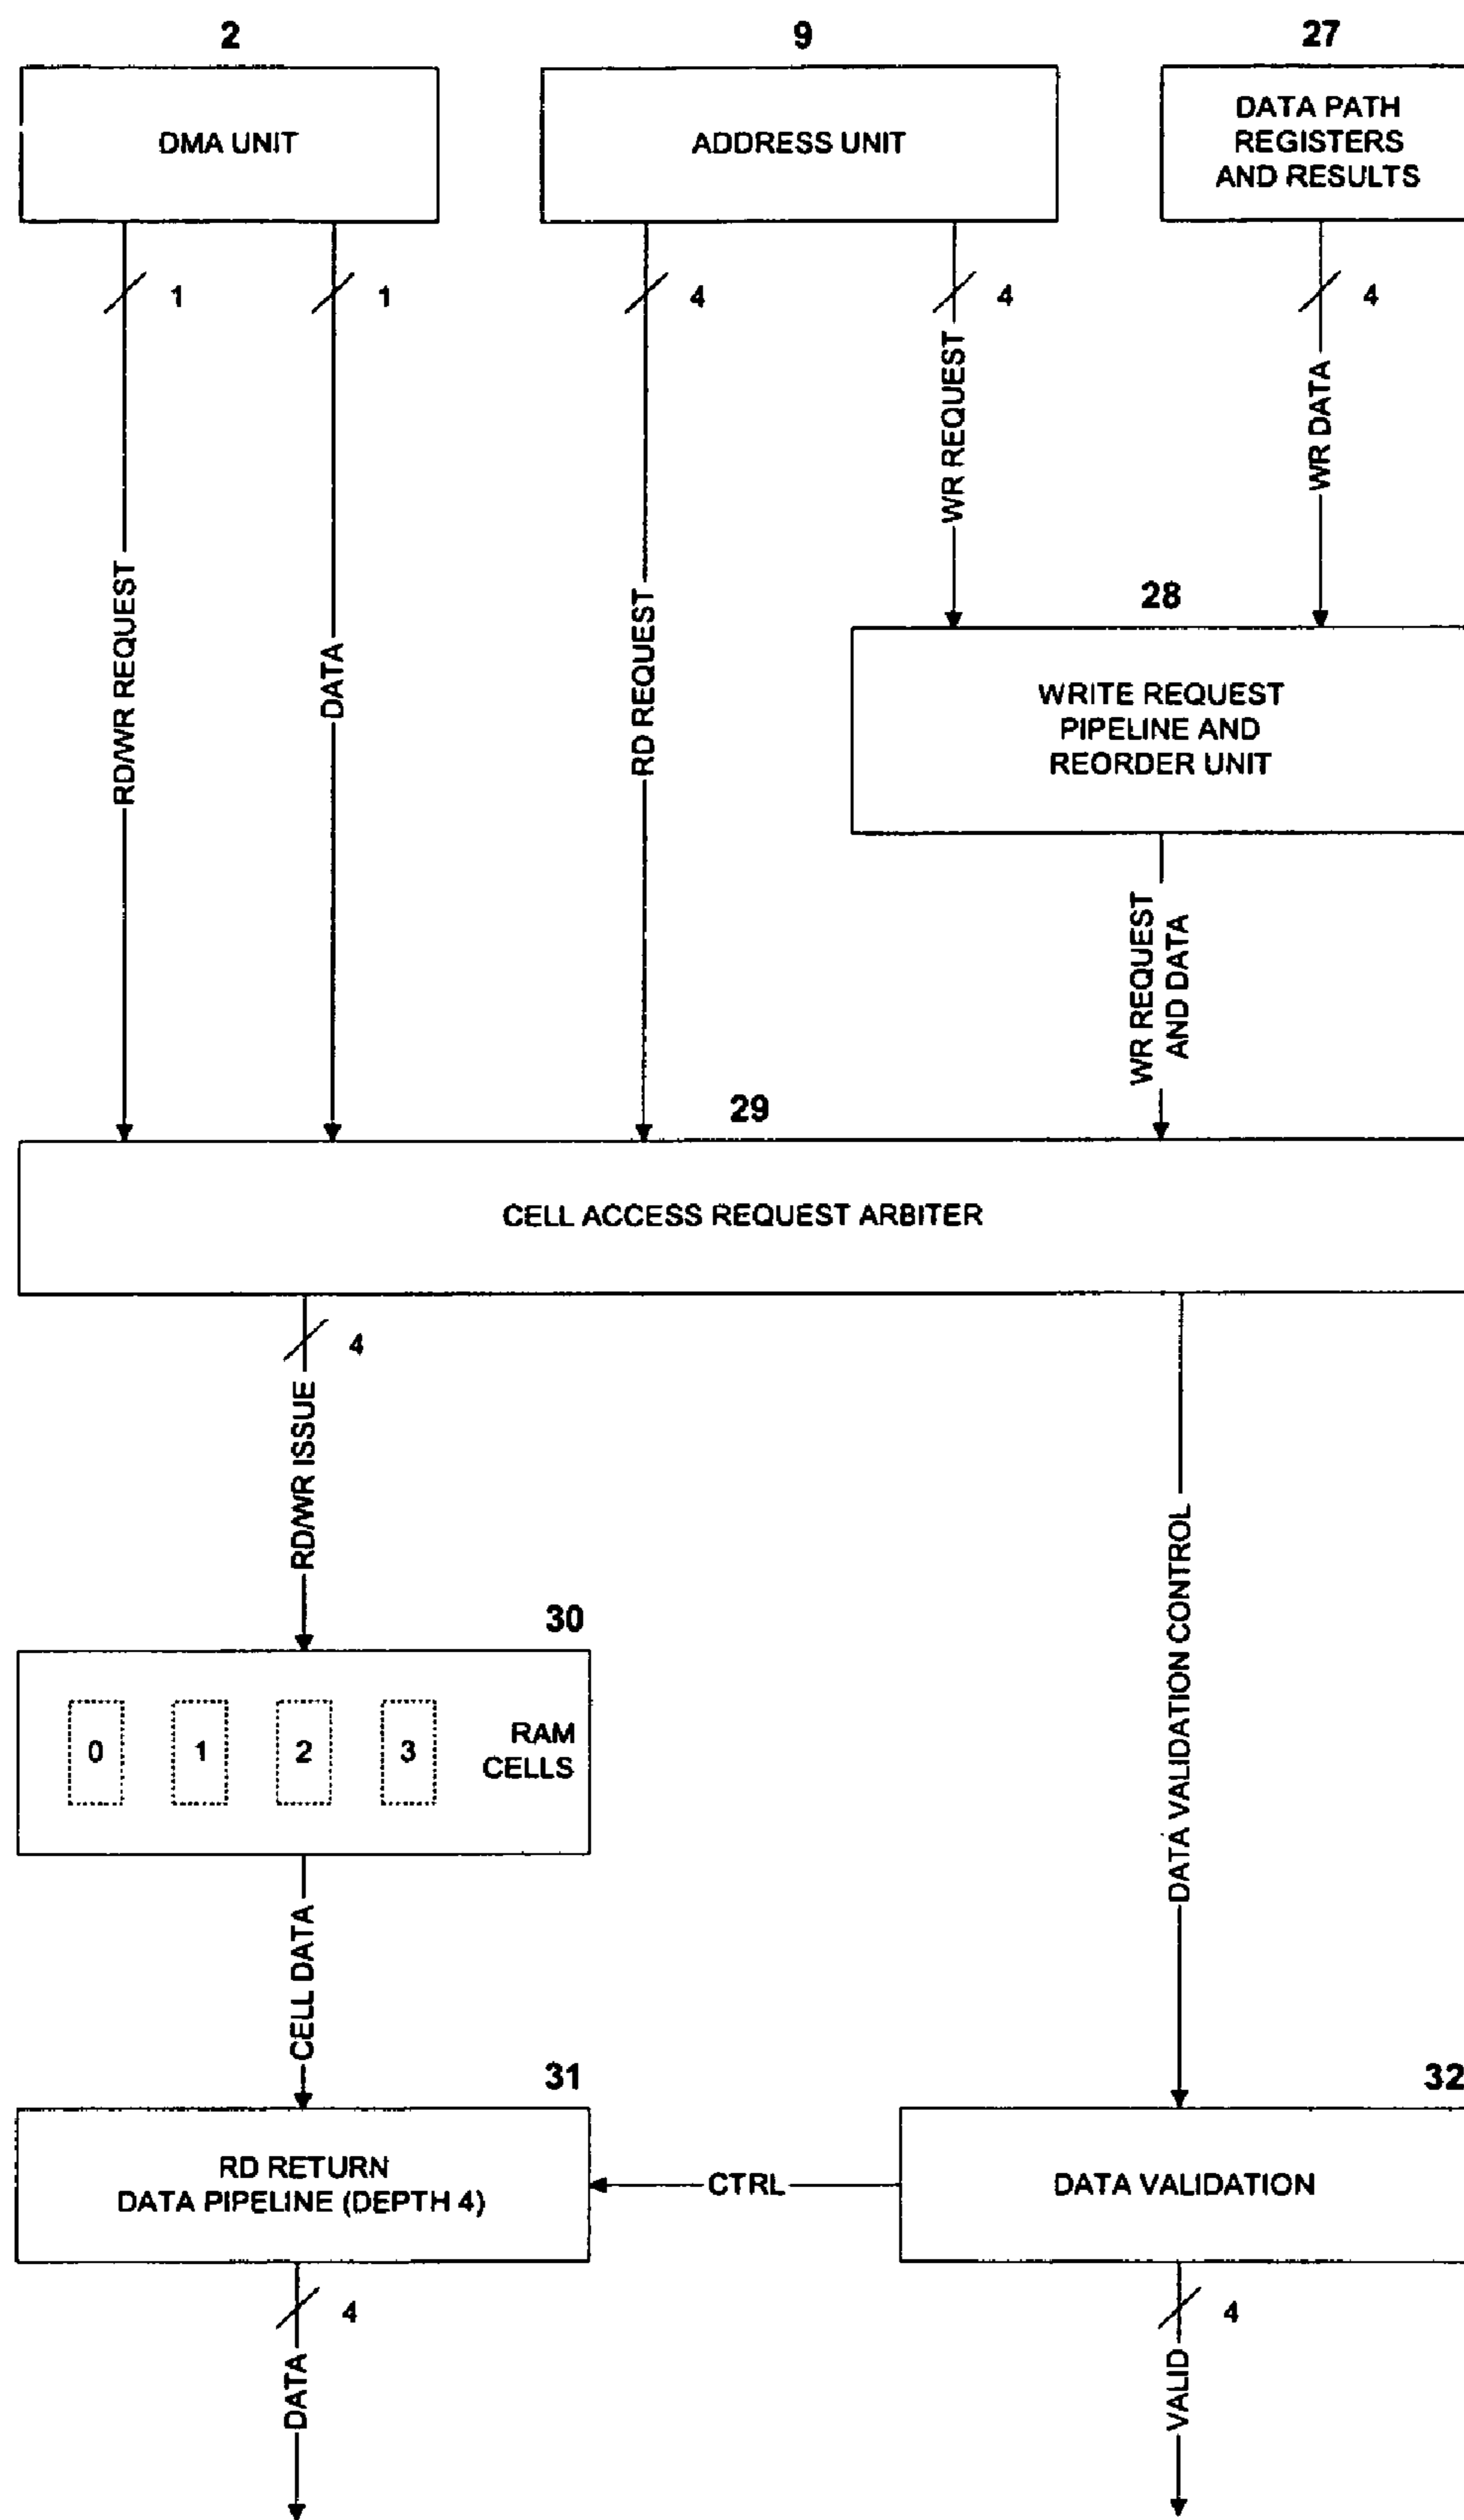 2
9
27
DMA UNIT
ADDRESS UNIT
DATA PATH
REGISTERS
AND RESULTS
1
1
4
4
4
RD/WR REQUEST
DATA
RD REQUEST
WR REQUEST
WR DATA
28
WRITE REQUEST
PIPELINE AND
REORDER UNIT
WR REQUEST
AND DATA
29
CELL ACCESS REQUEST ARBITER
4
RD/WR ISSUE
DATA VALIDATION CONTROL
30
0
1
2
3
RAM
CELLS
CELL DATA
31
32
RD RETURN
DATA PIPELINE (DEPTH 4)
CTRL
DATA VALIDATION
4
4
DATA
VALID